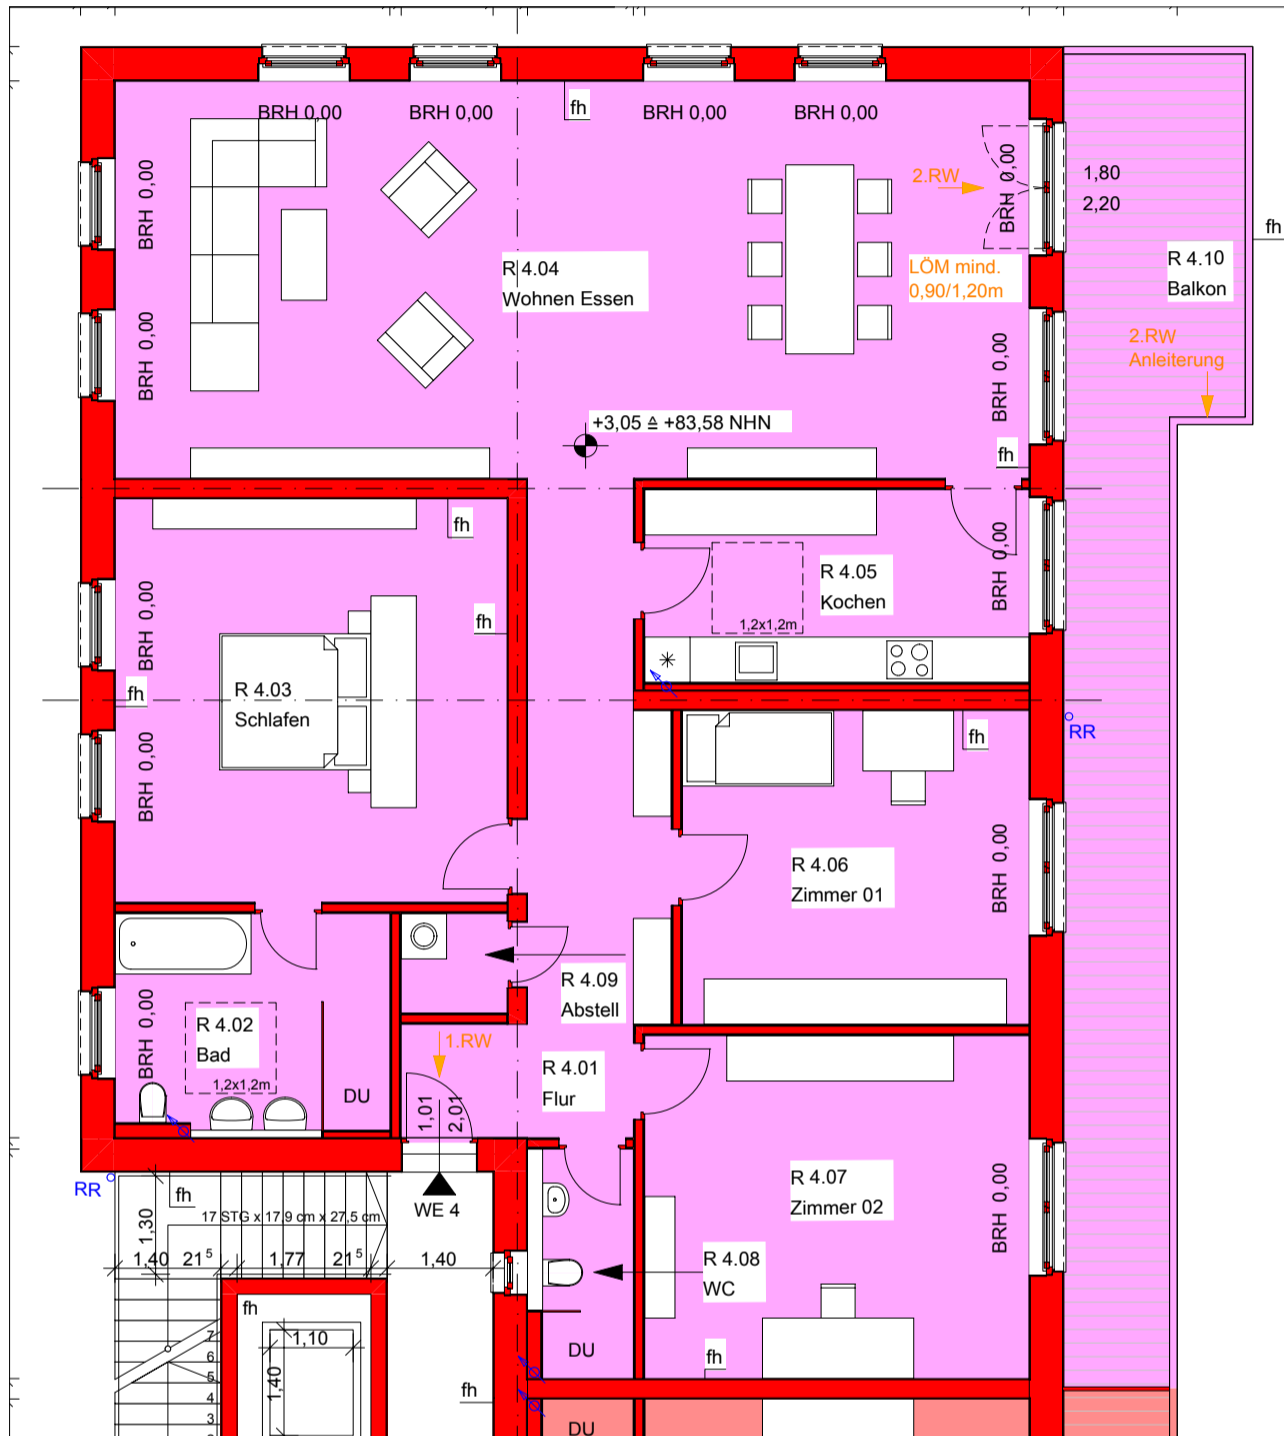 BRH 0,00
BRH 0,00
fh
BRH 0,00
BRH 0,00
BRH 0,00
BRH 0,00
2.RW
1,80
2,20
fh
R 4.04
Wohnen Essen
LÖM mind.
0,90/1,20m
R 4.10
Balkon
BRH 0,00
BRH 0,00
2.RW
Anleiterung
+3,05 ≙ +83,58 NHN
fh
fh
BRH 0,00
R 4.05
Kochen
BRH 0,00
fh
1,2x1,2m
R 4.03
Schlafen
fh
RR
fh
BRH 0,00
R 4.06
Zimmer 01
BRH 0,00
R 4.09
Abstell
BRH 0,00
R 4.02
Bad
1,2x1,2m
DU
1.RW
R 4.01
Flur
1,01
2,01
RR
fh
WE 4
R 4.07
Zimmer 02
BRH 0,00
17 STG x 17,9 cm x 27,5 cm
1,30
1,40
21⁵
1,77
21⁵
1,40
R 4.08
WC
fh
1,10
1,40
7
6
5
4
3
DU
fh
fh
DU